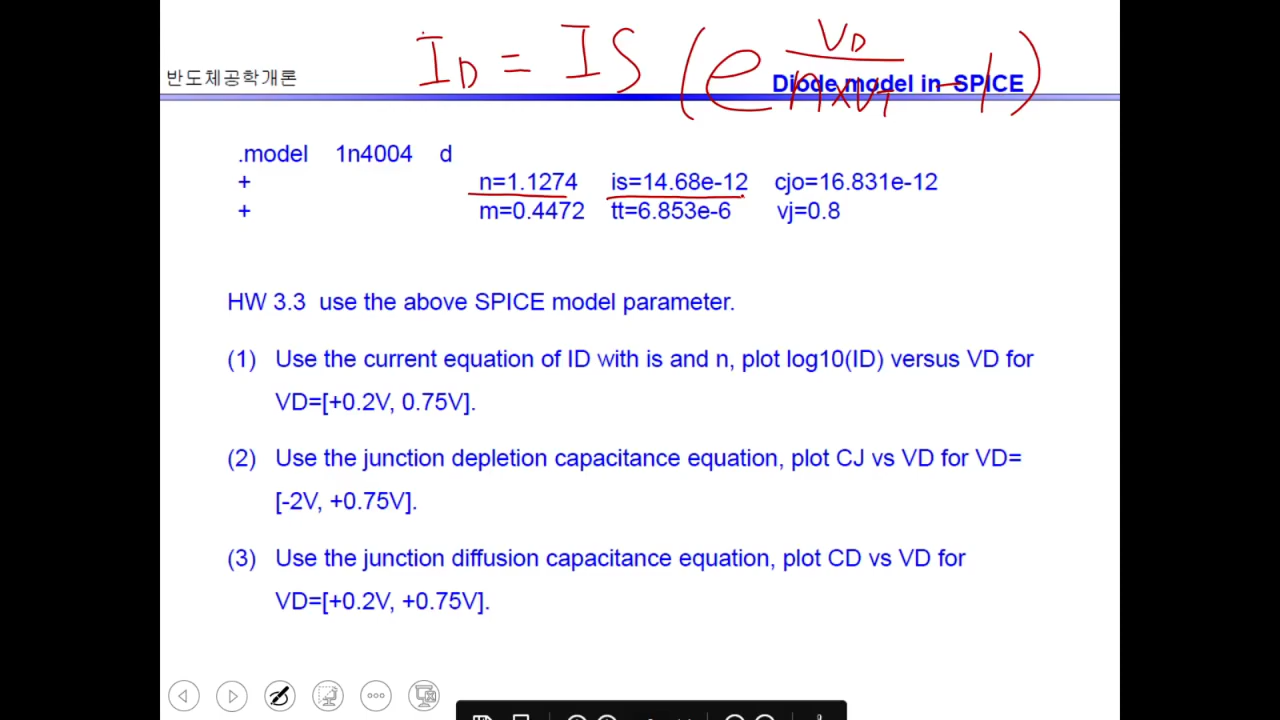 I_D = IS (e^{V_D / n×V_T} - 1)
반도체공학개론
Diode model in SPICE
.model 1n4004 d
+ n=1.1274 is=14.68e-12 cjo=16.831e-12
+ m=0.4472 tt=6.853e-6 vj=0.8
HW 3.3 use the above SPICE model parameter.
(1) Use the current equation of ID with is and n, plot log10(ID) versus VD for
VD=[+0.2V, 0.75V].
(2) Use the junction depletion capacitance equation, plot CJ vs VD for VD=
[-2V, +0.75V].
(3) Use the junction diffusion capacitance equation, plot CD vs VD for
VD=[+0.2V, +0.75V].